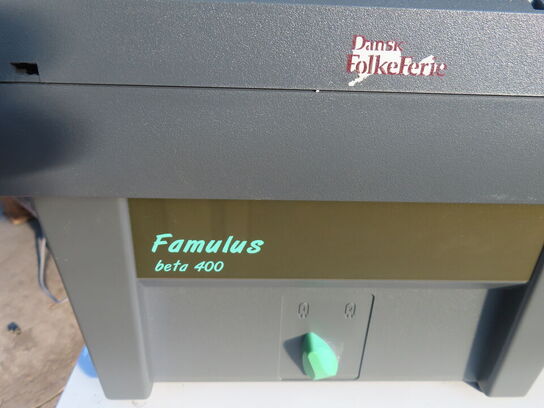 Dansk
FolkeFerie
Famulus
beta 400